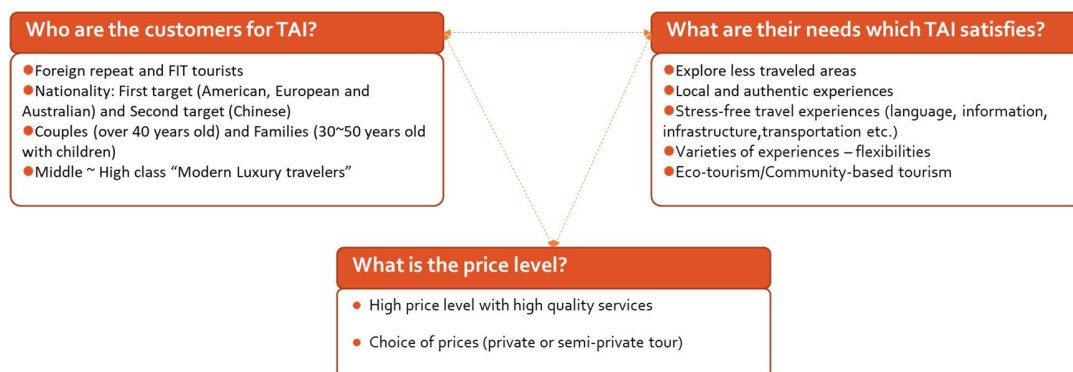 Who are the customers for TAI?
●Foreign repeat and FIT tourists
●Nationality: First target (American, European and
Australian) and Second target (Chinese)
●Couples (over 40 years old) and Families (30~50 years old
with children)
●Middle ~ High class “Modern Luxury travelers”
What are their needs which TAI satisfies?
●Explore less traveled areas
●Local and authentic experiences
●Stress-free travel experiences (language, information,
infrastructure,transportation etc.)
●Varieties of experiences – flexibilities
●Eco-tourism/Community-based tourism
What is the price level?
● High price level with high quality services
● Choice of prices (private or semi-private tour)